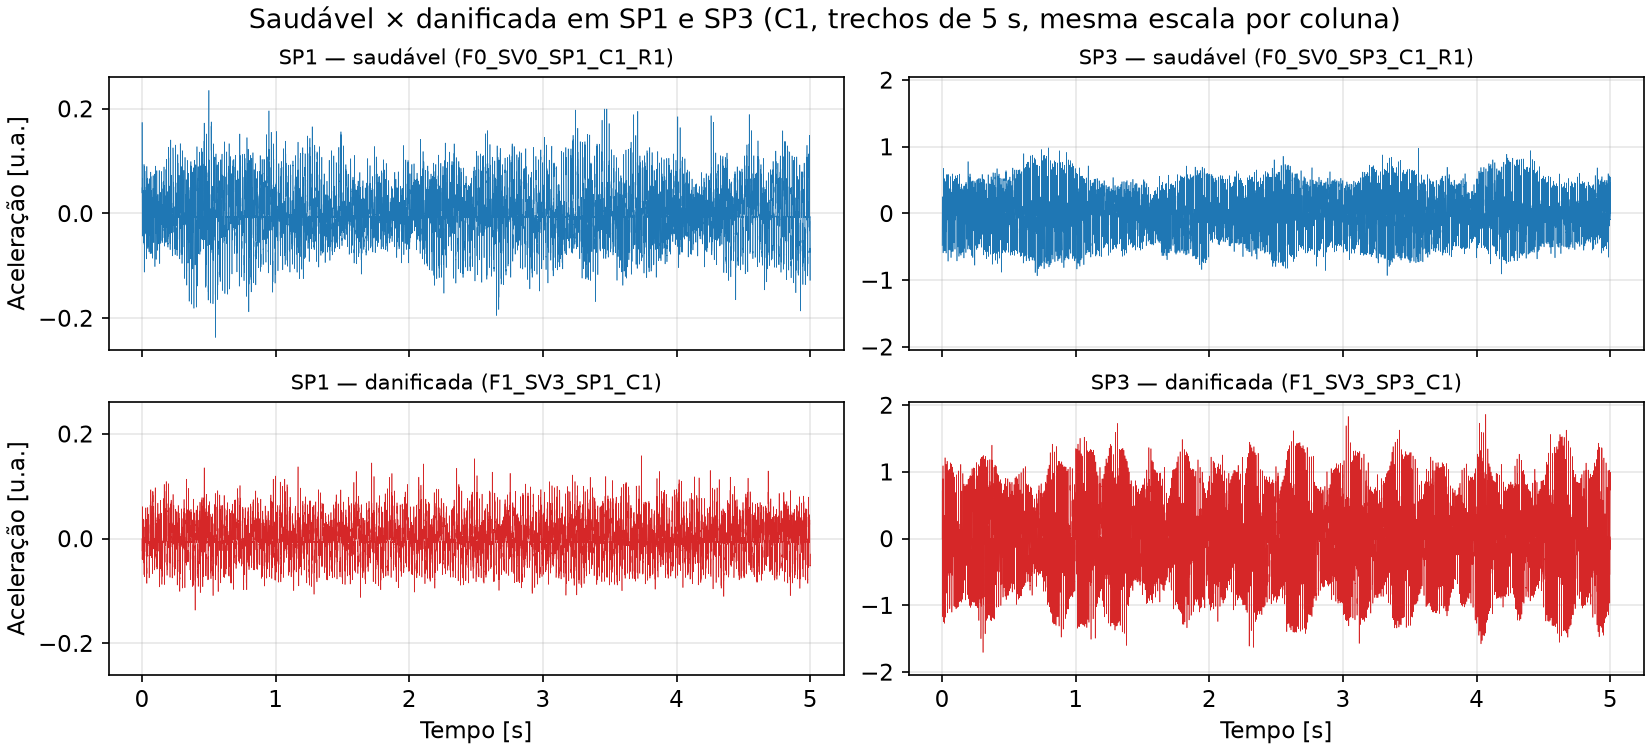 Saudável × danificada em SP1 e SP3 (C1, trechos de 5 s, mesma escala por coluna)
SP1 — saudável (F0_SV0_SP1_C1_R1)
Aceleração [u.a.]
0.2
0.0
−0.2
SP3 — saudável (F0_SV0_SP3_C1_R1)
2
1
0
−1
−2
SP1 — danificada (F1_SV3_SP1_C1)
Aceleração [u.a.]
0.2
0.0
−0.2
0 1 2 3 4 5
Tempo [s]
SP3 — danificada (F1_SV3_SP3_C1)
2
1
0
−1
−2
0 1 2 3 4 5
Tempo [s]